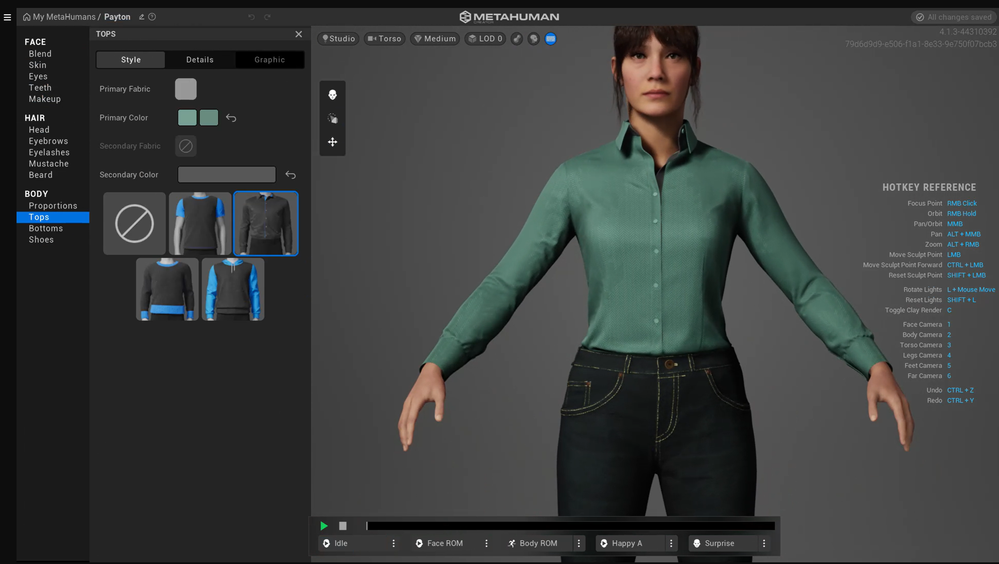 My MetaHumans / Payton
METAHUMAN
CREATOR
All changes saved
4.1.3-44310392
79d6d9d9-e506-f1a1-8e33-9e750f07bcb3
FACE
Blend
Skin
Eyes
Teeth
Makeup
HAIR
Head
Eyebrows
Eyelashes
Mustache
Beard
BODY
Proportions
Tops
Bottoms
Shoes
TOPS
Style Details Graphic
Primary Fabric
Primary Color
Secondary Fabric
Secondary Color
Studio Torso Medium LOD 0
HOTKEY REFERENCE
Focus Point RMB Click
Orbit RMB Hold
Pan/Orbit MMB
Pan ALT + MMB
Zoom ALT + RMB
Move Sculpt Point LMB
Move Sculpt Point Forward CTRL + LMB
Reset Sculpt Point SHIFT + LMB
Rotate Lights L + Mouse Move
Reset Lights SHIFT + L
Toggle Clay Render C
Face Camera 1
Body Camera 2
Torso Camera 3
Legs Camera 4
Feet Camera 5
Far Camera 6
Undo CTRL + Z
Redo CTRL + Y
Idle Face ROM Body ROM Happy A Surprise